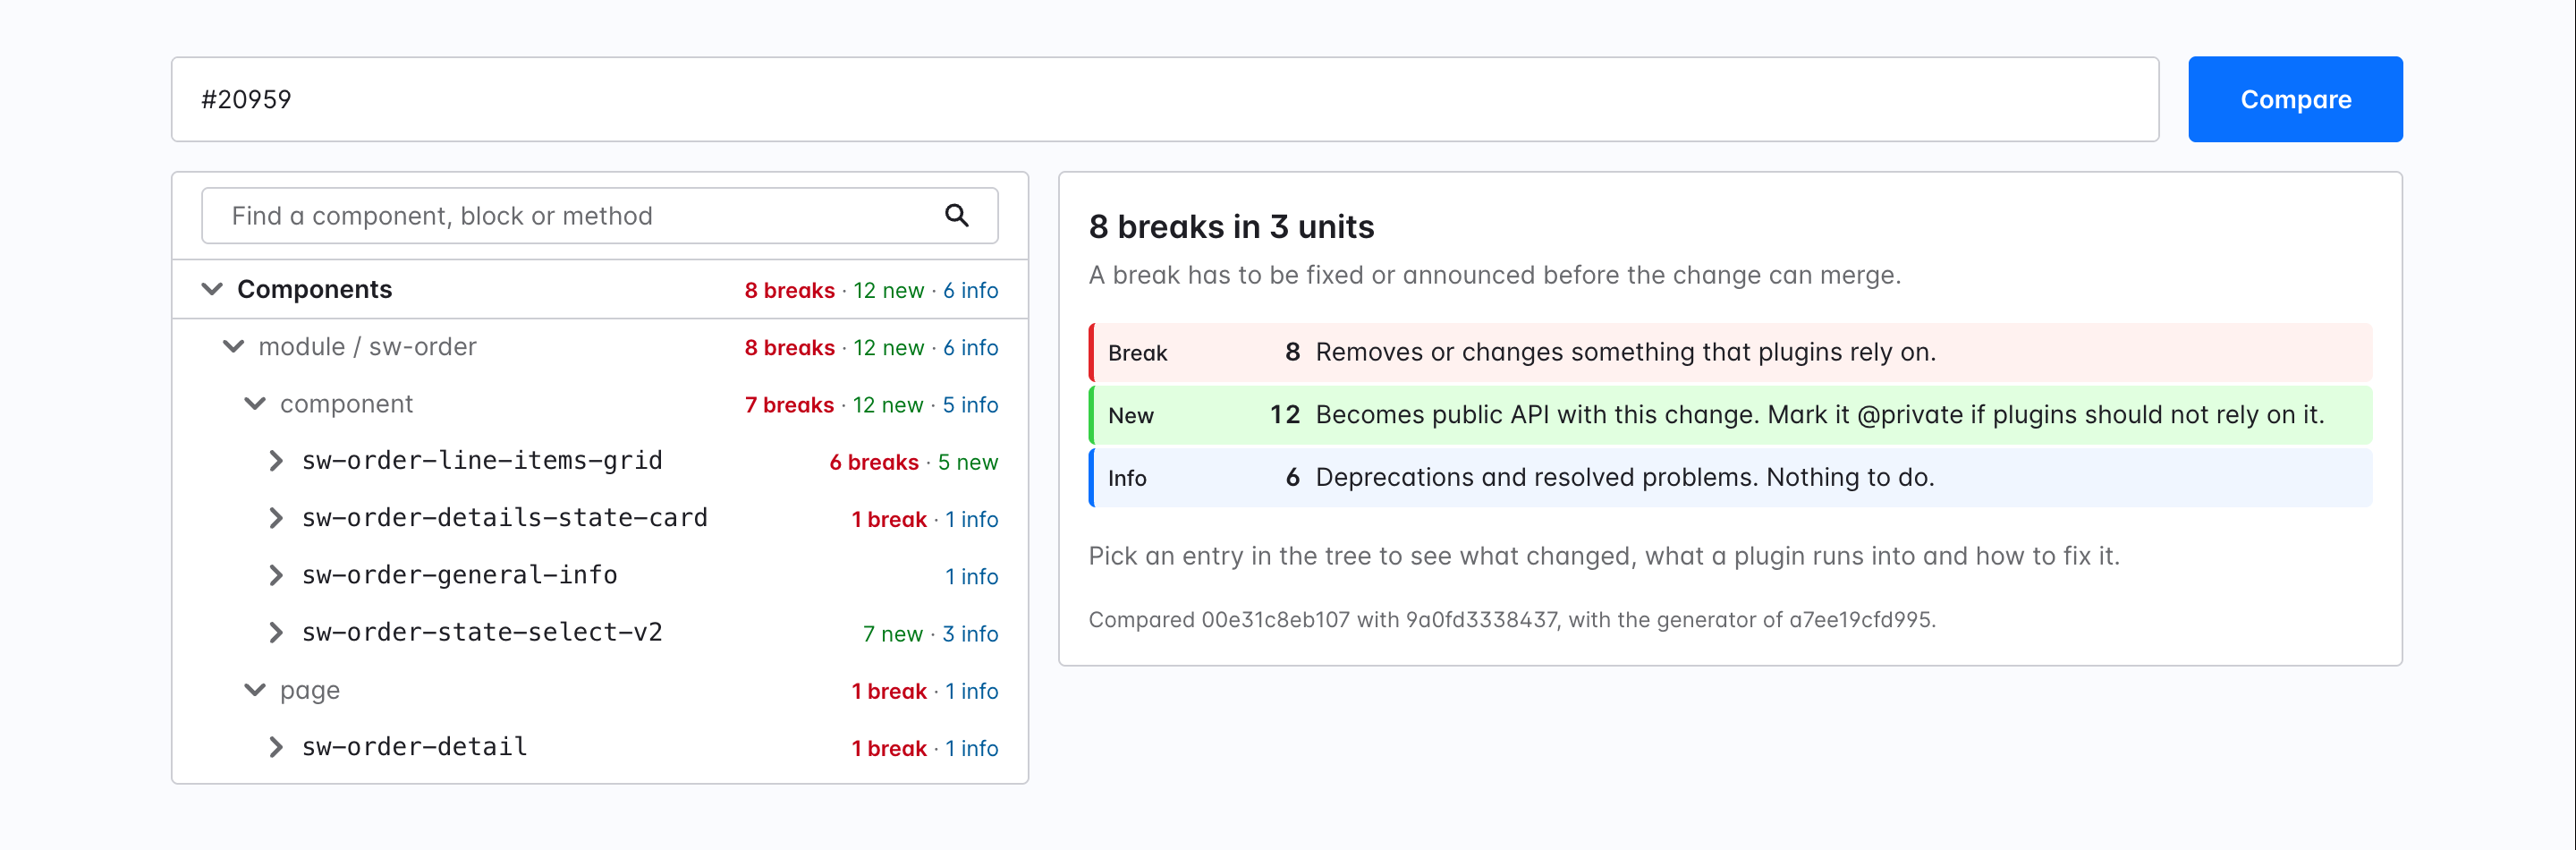 #20959
Compare
Find a component, block or method
Components 8 breaks · 12 new · 6 info
module / sw-order 8 breaks · 12 new · 6 info
component 7 breaks · 12 new · 5 info
sw-order-line-items-grid 6 breaks · 5 new
sw-order-details-state-card 1 break · 1 info
sw-order-general-info 1 info
sw-order-state-select-v2 7 new · 3 info
page 1 break · 1 info
sw-order-detail 1 break · 1 info
8 breaks in 3 units
A break has to be fixed or announced before the change can merge.
Break 8 Removes or changes something that plugins rely on.
New 12 Becomes public API with this change. Mark it @private if plugins should not rely on it.
Info 6 Deprecations and resolved problems. Nothing to do.
Pick an entry in the tree to see what changed, what a plugin runs into and how to fix it.
Compared 00e31c8eb107 with 9a0fd3338437, with the generator of a7ee19cfd995.